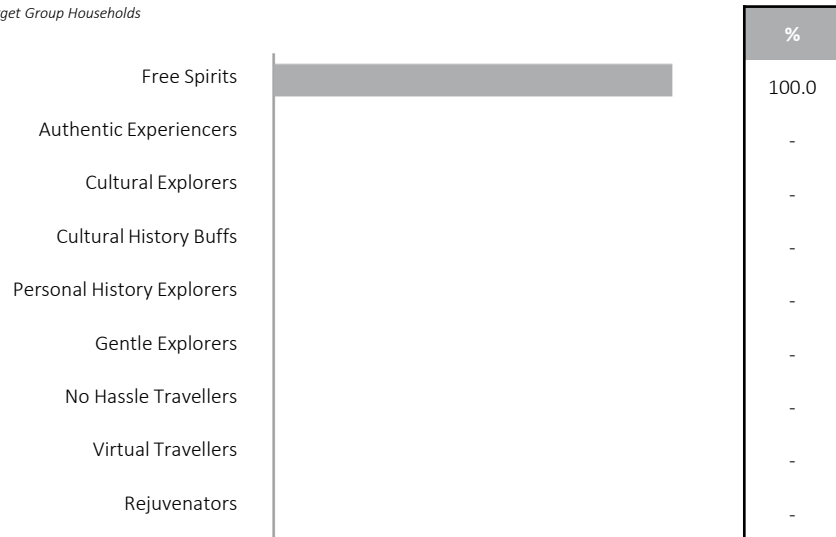 get Group Households
%
Free Spirits 100.0
Authentic Experiencers -
Cultural Explorers -
Cultural History Buffs -
Personal History Explorers -
Gentle Explorers -
No Hassle Travellers -
Virtual Travellers -
Rejuvenators -